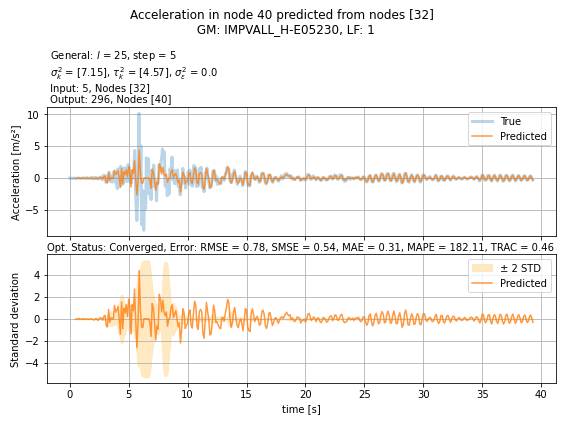 Acceleration in node 40 predicted from nodes [32]
GM: IMPVALL_H-E05230, LF: 1
General: l = 25, step = 5
σ²ₖ = [7.15], τ²ₖ = [4.57], σ²ε = 0.0
Input: 5, Nodes [32]
Output: 296, Nodes [40]
Acceleration [m/s²]
10
5
0
−5
True
Predicted
Opt. Status: Converged, Error: RMSE = 0.78, SMSE = 0.54, MAE = 0.31, MAPE = 182.11, TRAC = 0.46
Standard deviation
4
2
0
−2
−4
± 2 STD
Predicted
0 5 10 15 20 25 30 35 40
time [s]